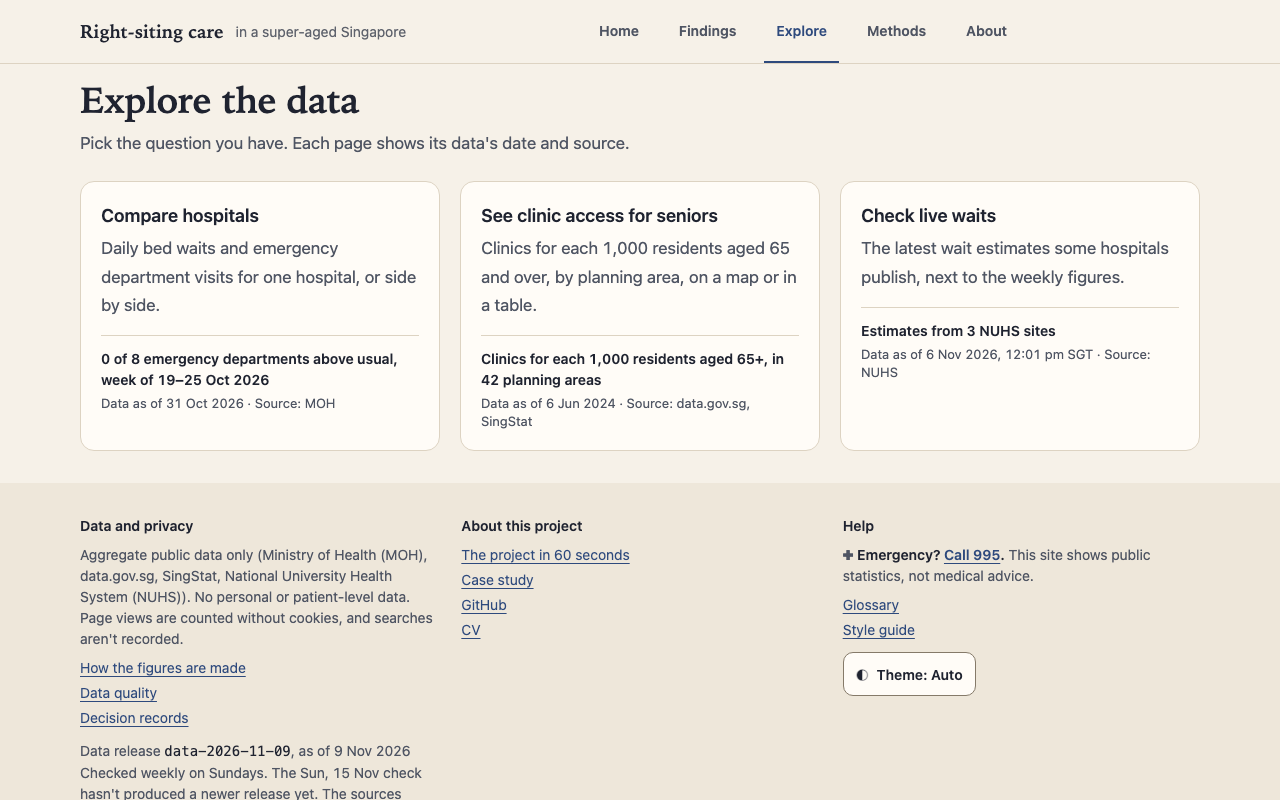 Right-siting care in a super-aged Singapore
Home Findings Explore Methods About
Explore the data
Pick the question you have. Each page shows its data's date and source.
Compare hospitals
Daily bed waits and emergency
department visits for one hospital, or side
by side.
0 of 8 emergency departments above usual,
week of 19–25 Oct 2026
Data as of 31 Oct 2026 · Source: MOH
See clinic access for seniors
Clinics for each 1,000 residents aged 65
and over, by planning area, on a map or in
a table.
Clinics for each 1,000 residents aged 65+, in
42 planning areas
Data as of 6 Jun 2024 · Source: data.gov.sg,
SingStat
Check live waits
The latest wait estimates some hospitals
publish, next to the weekly figures.
Estimates from 3 NUHS sites
Data as of 6 Nov 2026, 12:01 pm SGT · Source:
NUHS
Data and privacy
Aggregate public data only (Ministry of Health (MOH),
data.gov.sg, SingStat, National University Health
System (NUHS)). No personal or patient-level data.
Page views are counted without cookies, and searches
aren't recorded.
How the figures are made
Data quality
Decision records
Data release data-2026-11-09, as of 9 Nov 2026
Checked weekly on Sundays. The Sun, 15 Nov check
hasn't produced a newer release yet. The sources
About this project
The project in 60 seconds
Case study
GitHub
CV
Help
Emergency? Call 995. This site shows public
statistics, not medical advice.
Glossary
Style guide
Theme: Auto